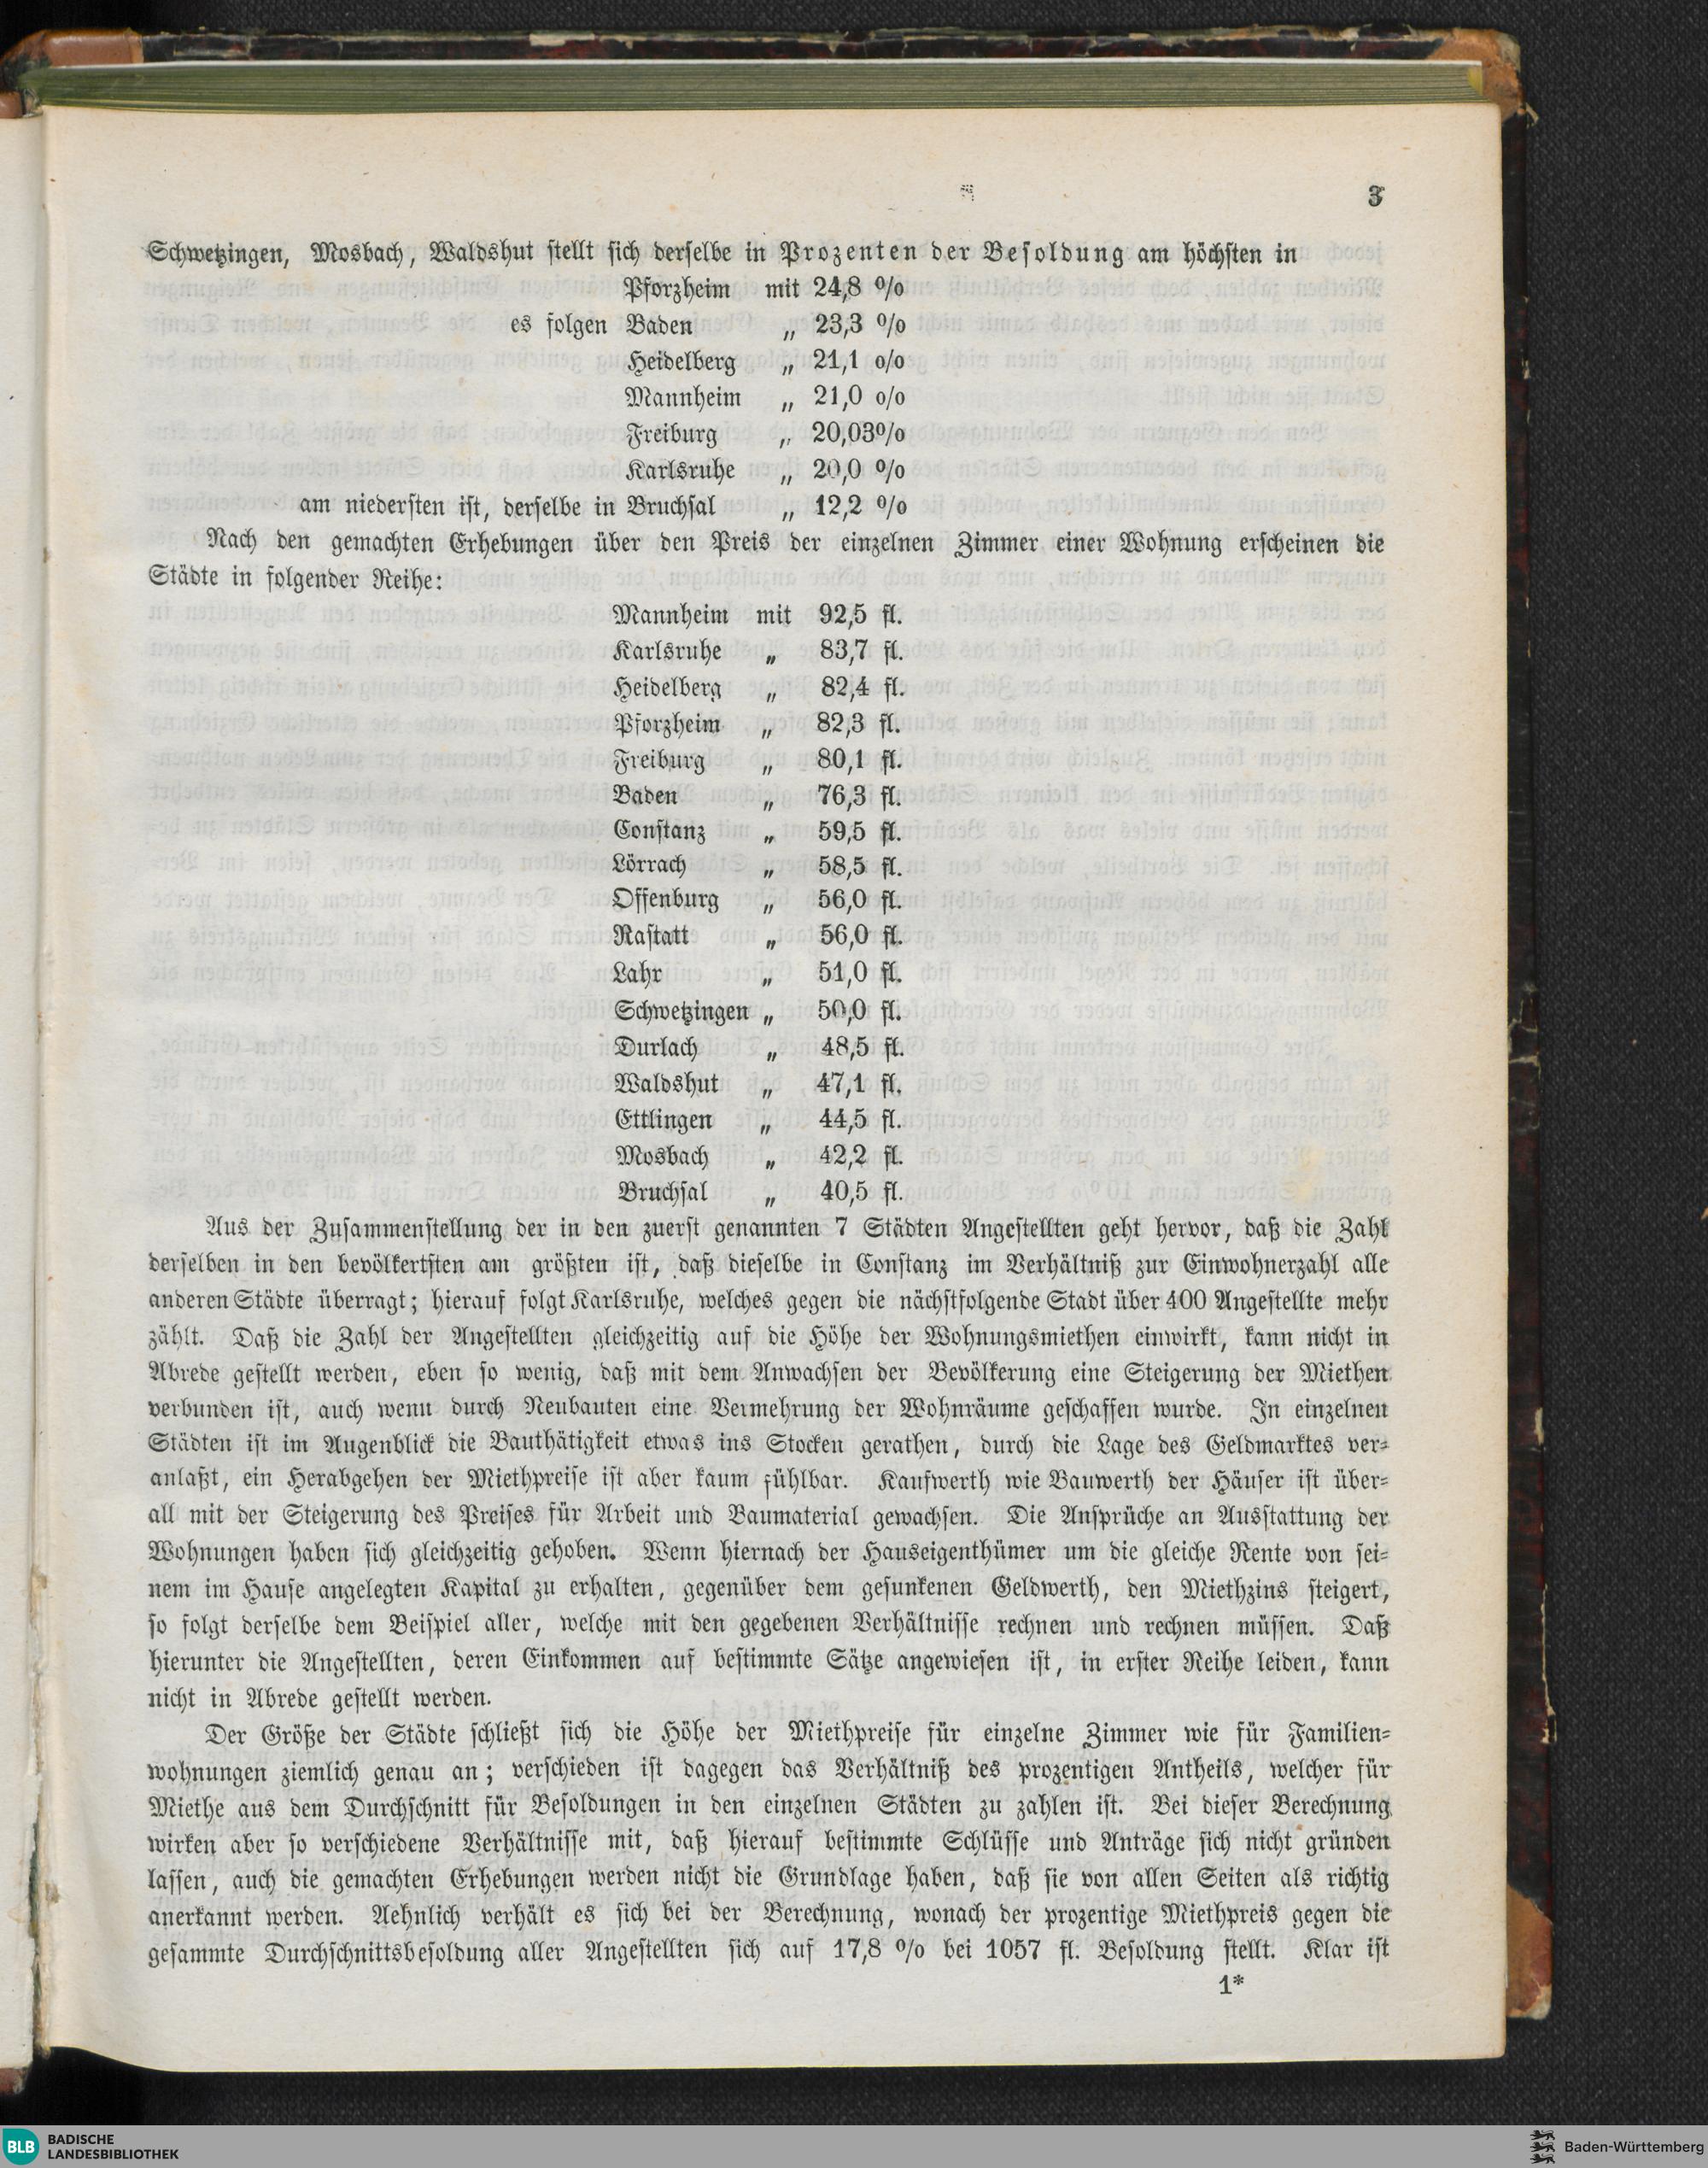 3
Schwetzingen, Mosbach, Waldshut stellt sich derselbe in Prozenten der Besoldung am höchsten in
Pforzheim mit 24,8 %
es folgen Baden „ 23,3 %
Heidelberg „ 21,1 %
Mannheim „ 21,0 %
Freiburg „ 20,03%
Karlsruhe „ 20,0 %
am niedersten ist, derselbe in Bruchsal „ 12,2 %
Nach den gemachten Erhebungen über den Preis der einzelnen Zimmer einer Wohnung erscheinen die
Städte in folgender Reihe:
Mannheim mit 92,5 fl.
Karlsruhe „ 83,7 fl.
Heidelberg „ 82,4 fl.
Pforzheim „ 82,3 fl.
Freiburg „ 80,1 fl.
Baden „ 76,3 fl.
Constanz „ 59,5 fl.
Lörrach „ 58,5 fl.
Offenburg „ 56,0 fl.
Rastatt „ 56,0 fl.
Lahr „ 51,0 fl.
Schwetzingen „ 50,0 fl.
Durlach „ 48,5 fl.
Waldshut „ 47,1 fl.
Ettlingen „ 44,5 fl.
Mosbach „ 42,2 fl.
Bruchsal „ 40,5 fl.
Aus der Zusammenstellung der in den zuerst genannten 7 Städten Angestellten geht hervor, daß die Zahl
derselben in den bevölkertsten am größten ist, daß dieselbe in Constanz im Verhältniß zur Einwohnerzahl alle
anderen Städte überragt; hierauf folgt Karlsruhe, welches gegen die nächstfolgende Stadt über 400 Angestellte mehr
zählt. Daß die Zahl der Angestellten gleichzeitig auf die Höhe der Wohnungsmiethen einwirkt, kann nicht in
Abrede gestellt werden, eben so wenig, daß mit dem Anwachsen der Bevölkerung eine Steigerung der Miethen
verbunden ist, auch wenn durch Neubauten eine Vermehrung der Wohnräume geschaffen wurde. In einzelnen
Städten ist im Augenblick die Bauthätigkeit etwas ins Stocken gerathen, durch die Lage des Geldmarktes ver-
anlaßt, ein Herabgehen der Miethpreise ist aber kaum fühlbar. Kaufwerth wie Bauwerth der Häuser ist über-
all mit der Steigerung des Preises für Arbeit und Baumaterial gewachsen. Die Ansprüche an Ausstattung der
Wohnungen haben sich gleichzeitig gehoben. Wenn hiernach der Hauseigenthümer um die gleiche Rente von sei-
nem im Hause angelegten Kapital zu erhalten, gegenüber dem gesunkenen Geldwerth, den Miethzins steigert,
so folgt derselbe dem Beispiel aller, welche mit den gegebenen Verhältnisse rechnen und rechnen müssen. Daß
hierunter die Angestellten, deren Einkommen auf bestimmte Sätze angewiesen ist, in erster Reihe leiden, kann
nicht in Abrede gestellt werden.
Der Größe der Städte schließt sich die Höhe der Miethpreise für einzelne Zimmer wie für Familien-
wohnungen ziemlich genau an; verschieden ist dagegen das Verhältniß des prozentigen Antheils, welcher für
Miethe aus dem Durchschnitt für Besoldungen in den einzelnen Städten zu zahlen ist. Bei dieser Berechnung
wirken aber so verschiedene Verhältnisse mit, daß hierauf bestimmte Schlüsse und Anträge sich nicht gründen
lassen, auch die gemachten Erhebungen werden nicht die Grundlage haben, daß sie von allen Seiten als richtig
anerkannt werden. Aehnlich verhält es sich bei der Berechnung, wonach der prozentige Miethpreis gegen die
gesammte Durchschnittsbesoldung aller Angestellten sich auf 17,8 % bei 1057 fl. Besoldung stellt. Klar ist
1*
BLB BADISCHE
LANDESBIBLIOTHEK
Baden-Württemberg